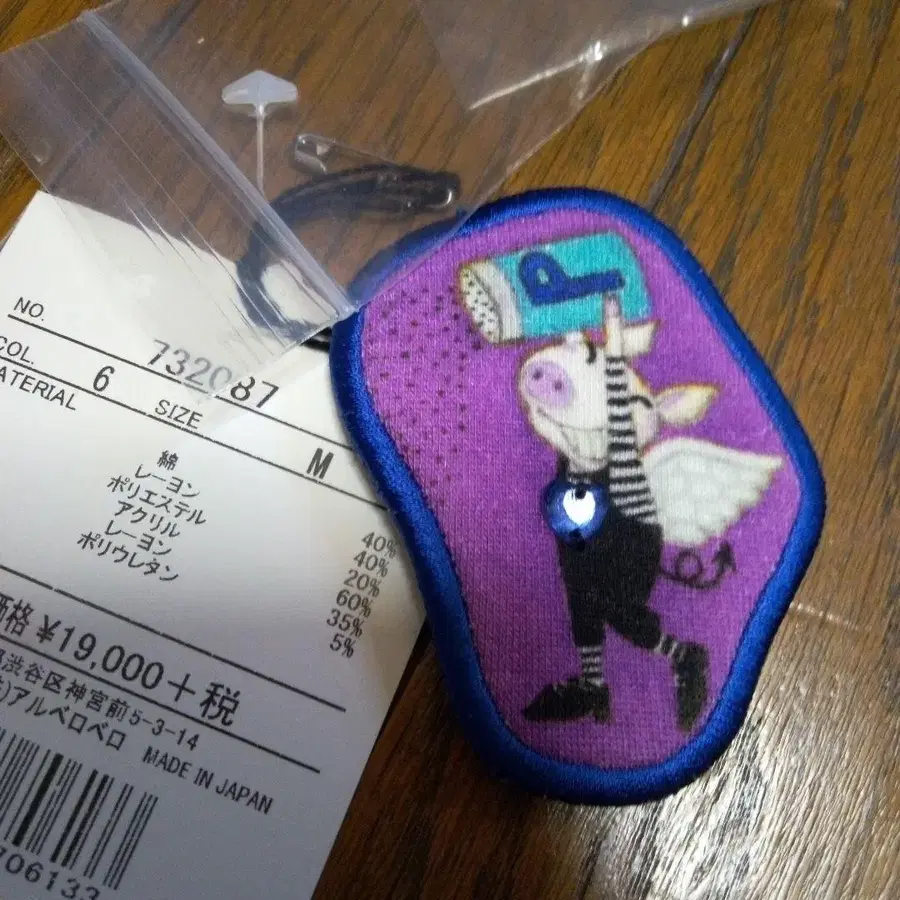 NO. 732087
COL. 6 SIZE M
MATERIAL
綿 40%
レーヨン 40%
ポリエステル 20%
アクリル 60%
レーヨン 35%
ポリウレタン 5%
価格 ¥19,000+税
渋谷区神宮前5-3-14
アルベロベロ MADE IN JAPAN
706133
P